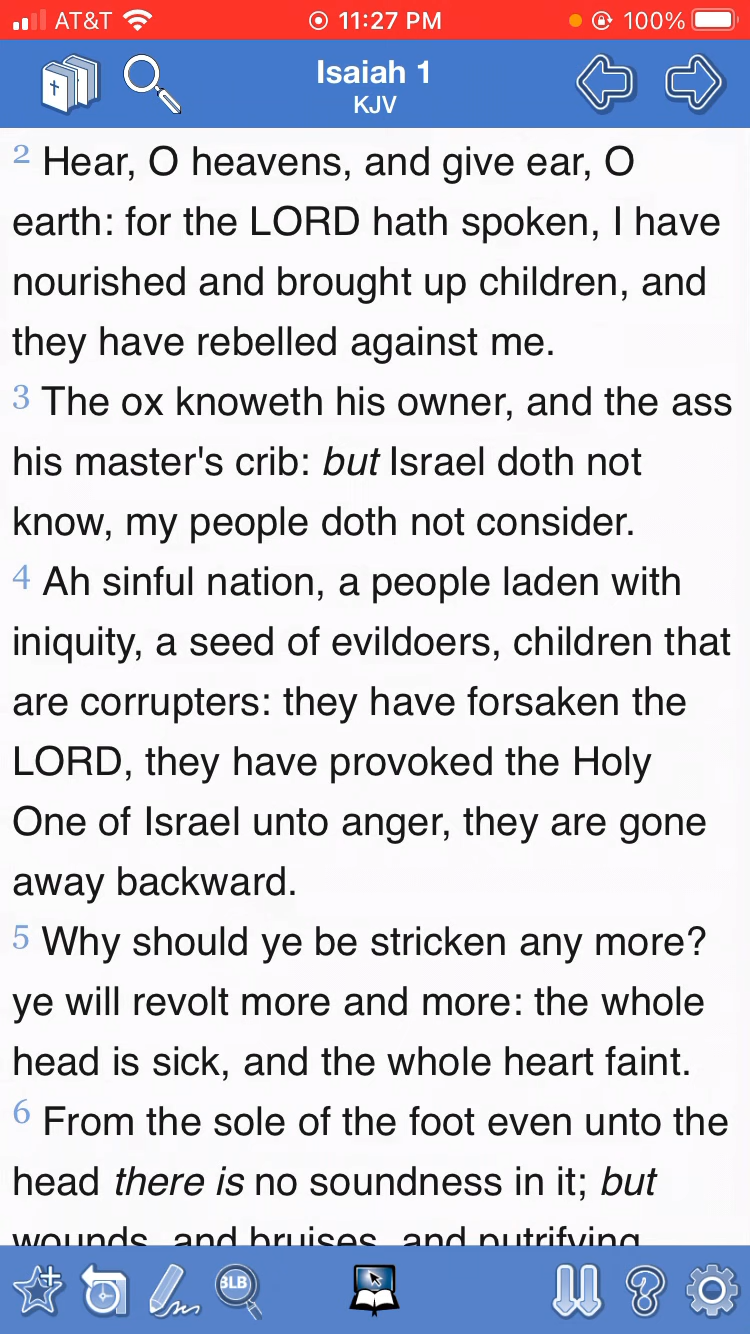 AT&T 11:27 PM 100%
Isaiah 1
KJV
2 Hear, O heavens, and give ear, O
earth: for the LORD hath spoken, I have
nourished and brought up children, and
they have rebelled against me.
3 The ox knoweth his owner, and the ass
his master's crib: but Israel doth not
know, my people doth not consider.
4 Ah sinful nation, a people laden with
iniquity, a seed of evildoers, children that
are corrupters: they have forsaken the
LORD, they have provoked the Holy
One of Israel unto anger, they are gone
away backward.
5 Why should ye be stricken any more?
ye will revolt more and more: the whole
head is sick, and the whole heart faint.
6 From the sole of the foot even unto the
head there is no soundness in it; but
wounds, and bruises, and putrifying
BLB